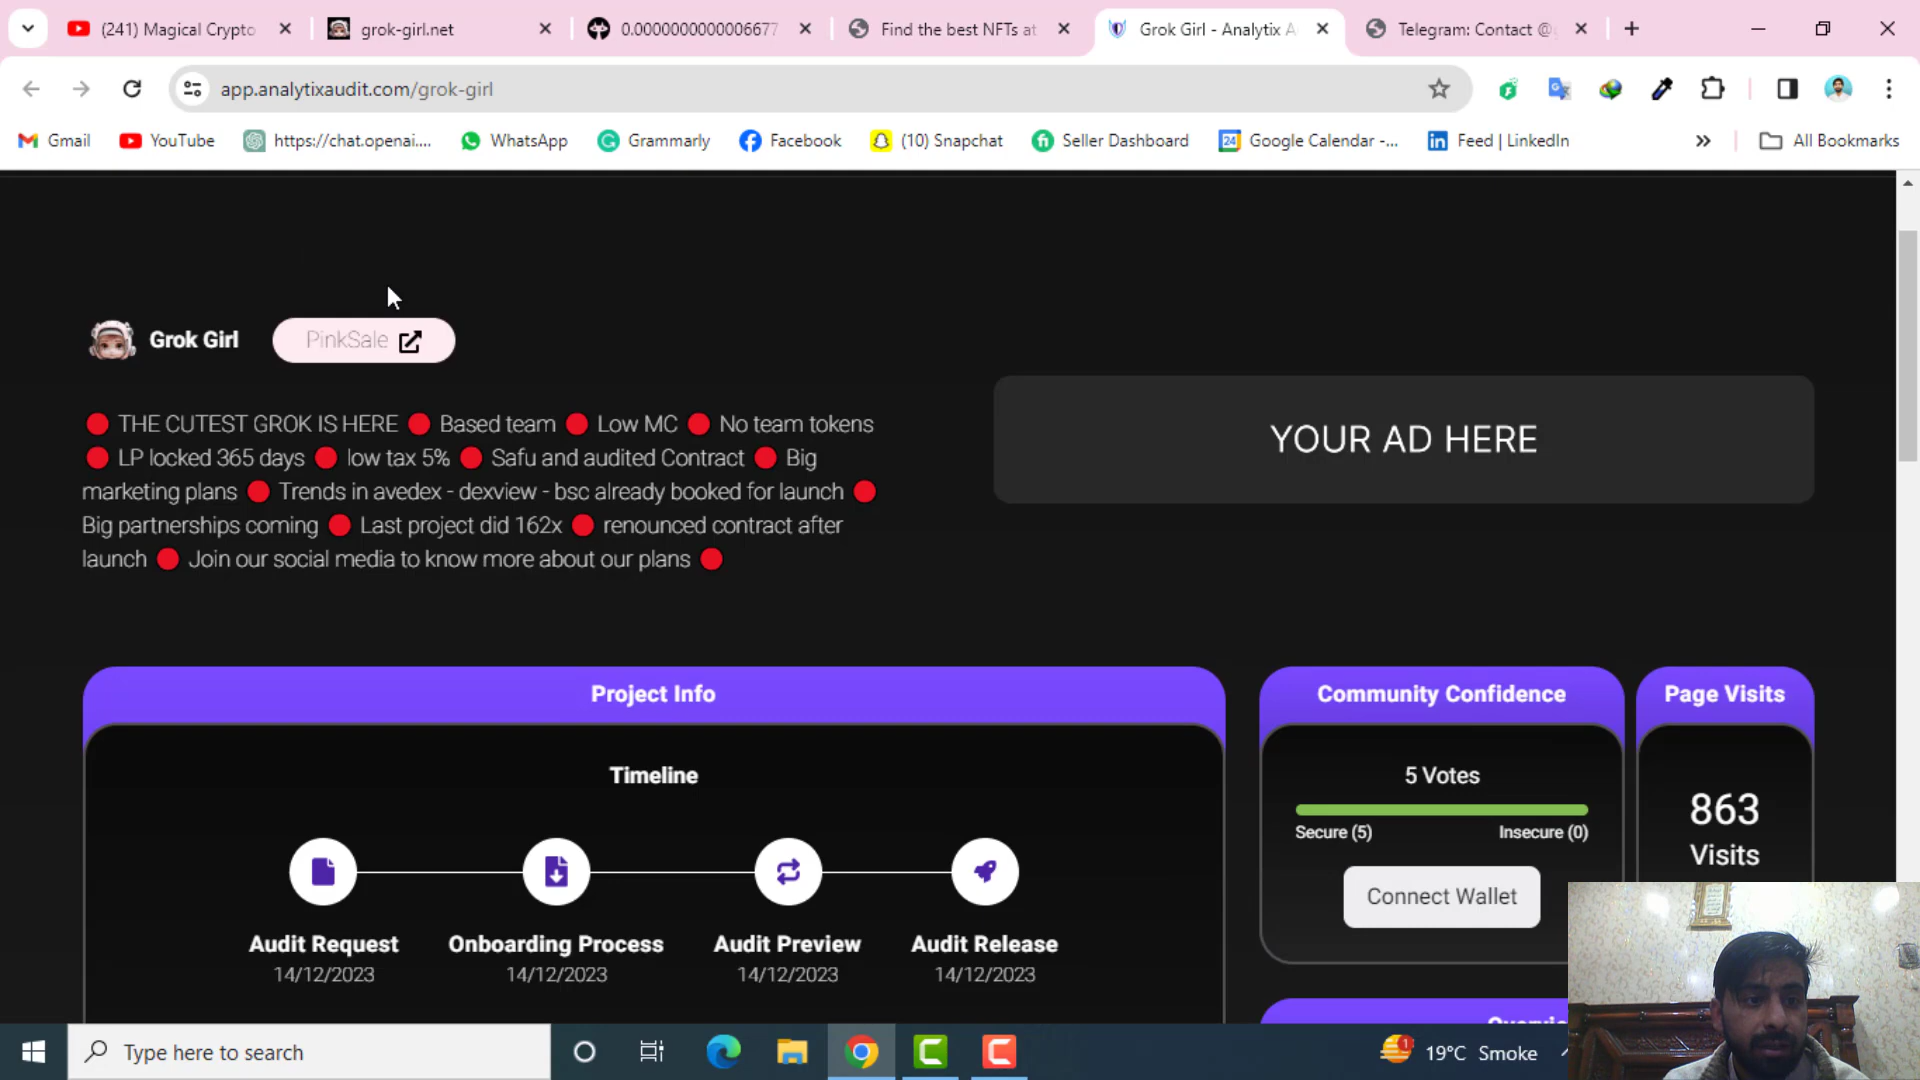 (241) Magical Crypto
grok-girl.net
0.0000000000006677
Find the best NFTs at
Grok Girl - Analytix A
Telegram: Contact @g
app.analytixaudit.com/grok-girl
Gmail
YouTube
https://chat.openai....
WhatsApp
Grammarly
Facebook
(10) Snapchat
Seller Dashboard
24
Google Calendar -...
Feed | LinkedIn
All Bookmarks
Grok Girl
PinkSale
🔴 THE CUTEST GROK IS HERE 🔴 Based team 🔴 Low MC 🔴 No team tokens
🔴 LP locked 365 days 🔴 low tax 5% 🔴 Safu and audited Contract 🔴 Big
marketing plans 🔴 Trends in avedex - dexview - bsc already booked for launch 🔴
Big partnerships coming 🔴 Last project did 162x 🔴 renounced contract after
launch 🔴 Join our social media to know more about our plans 🔴
YOUR AD HERE
Project Info
Timeline
Audit Request
14/12/2023
Onboarding Process
14/12/2023
Audit Preview
14/12/2023
Audit Release
14/12/2023
Community Confidence
5 Votes
Secure (5)
Insecure (0)
Connect Wallet
Page Visits
863
Visits
Type here to search
1
19°C Smoke